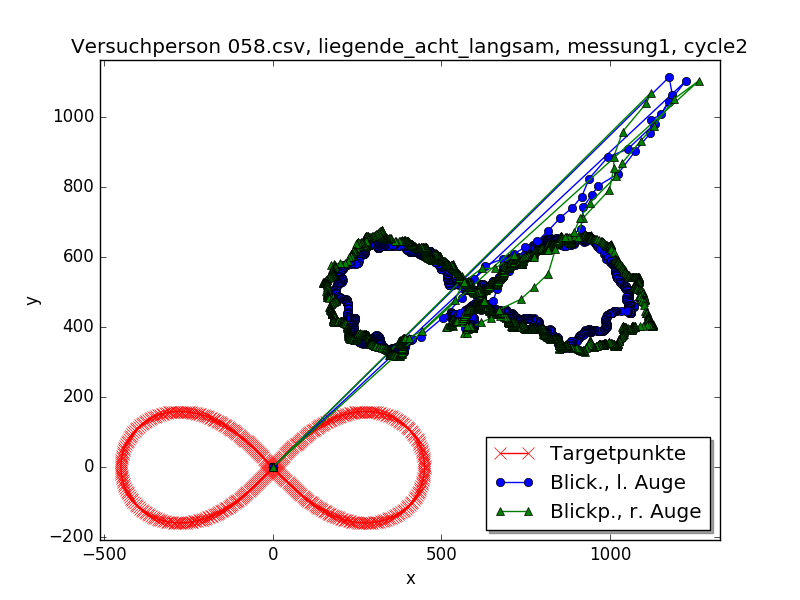 Versuchperson 058.csv, liegende_acht_langsam, messung1, cycle2
1000
800
600
400
200
0
−200
y
−500
0
500
1000
x
Targetpunkte
Blick., l. Auge
Blickp., r. Auge